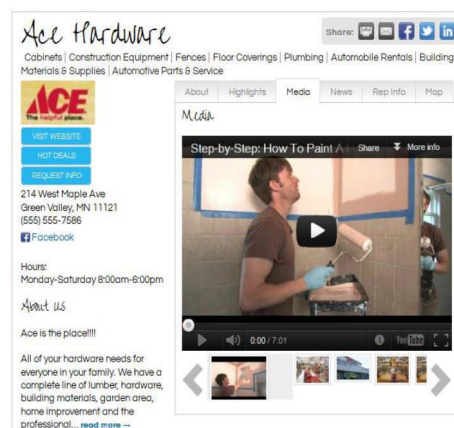 Ace Hardware
Share:
Cabinets | Construction Equipment | Fences | Floor Coverings | Plumbing | Automobile Rentals | Building
Materials & Supplies | Automotive Parts & Service
ACE
The helpful place.
VISIT WEBSITE
HOT DEALS
REQUEST INFO
214 West Maple Ave
Green Valley, MN 11121
(555) 555-7586
Facebook
Hours:
Monday-Saturday 8:00am-6:00pm
About us
Ace is the place!!!!
All of your hardware needs for
everyone in your family. We have a
complete line of lumber, hardware,
building materials, garden area,
home improvement and the
professional... read more →
About Highlights Media News Rep Info Map
Media
Step-by-Step: How To Paint A Share More info
0:00 / 7:01 YouTube